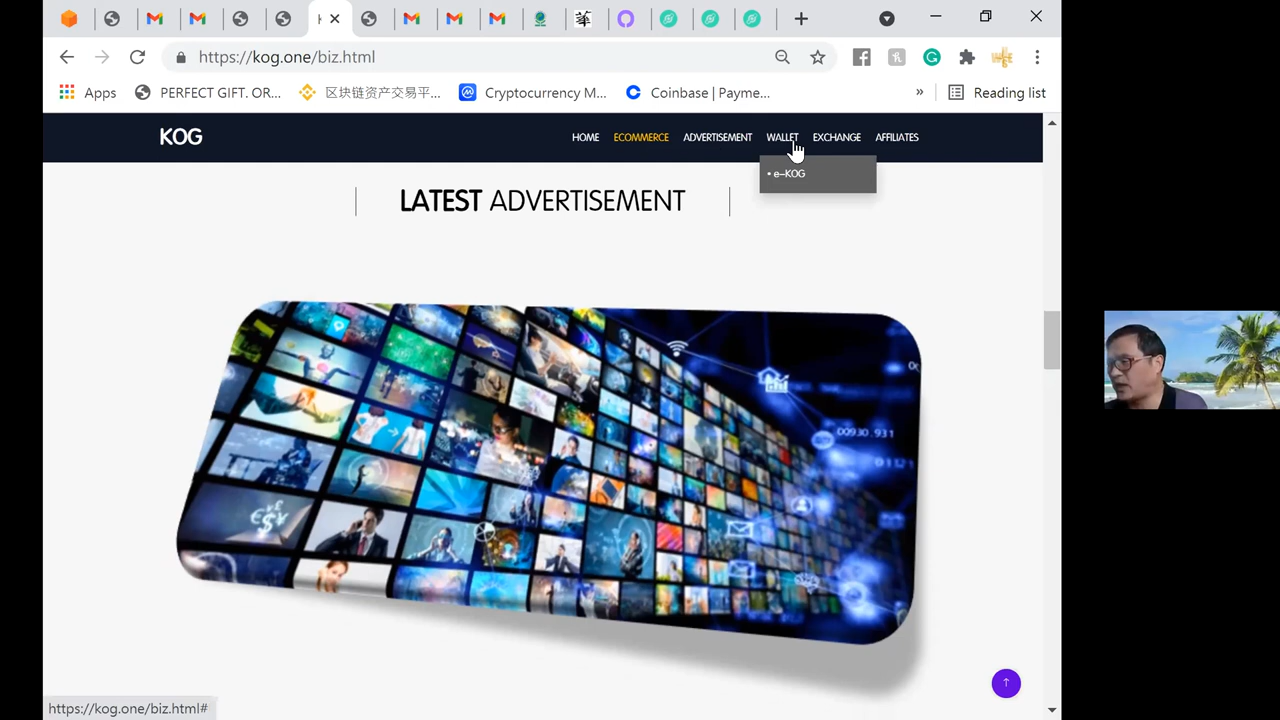 https://kog.one/biz.html
Apps
PERFECT GIFT. OR...
区块链资产交易平...
Cryptocurrency M...
Coinbase | Payme...
»
Reading list
KOG
HOME
ECOMMERCE
ADVERTISEMENT
WALLET
EXCHANGE
AFFILIATES
• e-KOG
LATEST ADVERTISEMENT
00930.931
https://kog.one/biz.html#